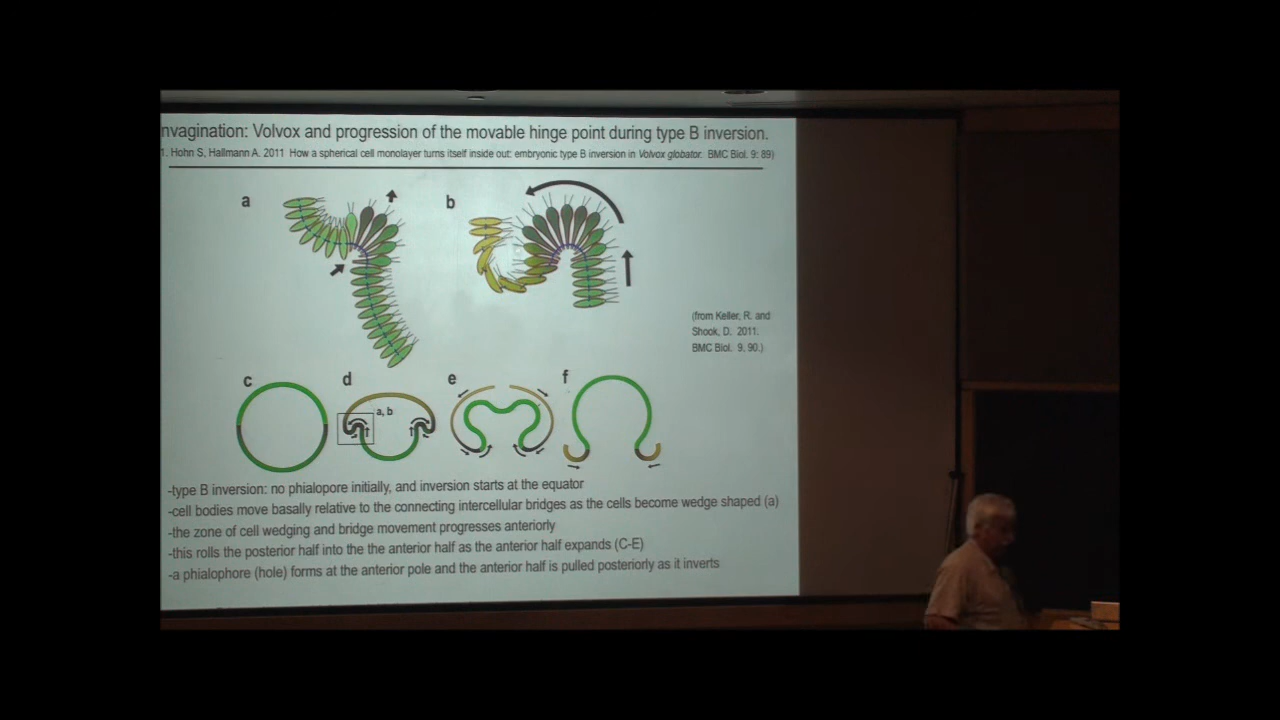 nvagination: Volvox and progression of the movable hinge point during type B inversion.
1. Hohn S, Hallmann A. 2011 How a spherical cell monolayer turns itself inside out: embryonic type B inversion in Volvox globator. BMC Biol. 9: 89)
a
b
(from Keller, R. and
Shook, D. 2011.
BMC Biol. 9, 90.)
c
d
e
f
a, b
-type B inversion: no phialopore initially, and inversion starts at the equator
-cell bodies move basally relative to the connecting intercellular bridges as the cells become wedge shaped (a)
-the zone of cell wedging and bridge movement progresses anteriorly
-this rolls the posterior half into the the anterior half as the anterior half expands (C-E)
-a phialophore (hole) forms at the anterior pole and the anterior half is pulled posteriorly as it inverts